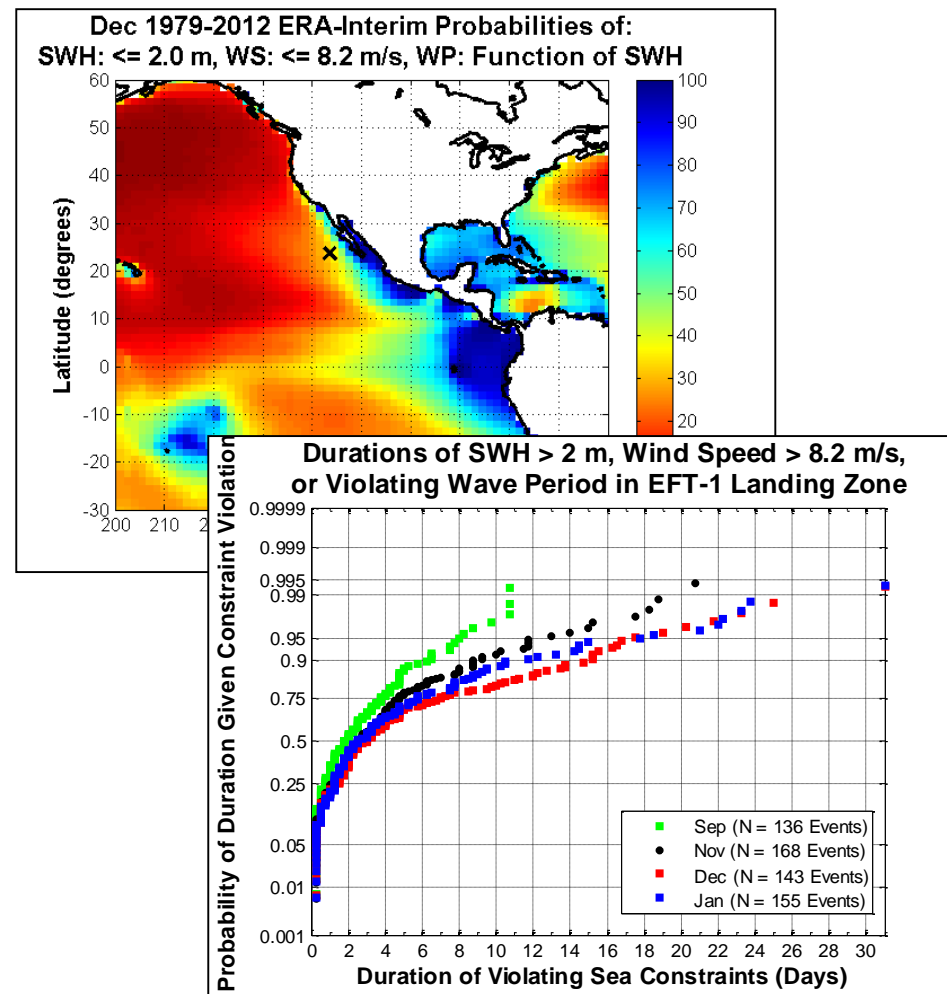 Dec 1979-2012 ERA-Interim Probabilities of:
SWH: <= 2.0 m, WS: <= 8.2 m/s, WP: Function of SWH
Latitude (degrees)
60
50
40
30
20
10
0
-10
-20
-30
200
210
100
90
80
70
60
50
40
30
20
Durations of SWH > 2 m, Wind Speed > 8.2 m/s,
or Violating Wave Period in EFT-1 Landing Zone
Probability of Duration Given Constraint Violation
0.9999
0.999
0.995
0.99
0.95
0.9
0.75
0.5
0.25
0.05
0.01
0.001
Sep (N = 136 Events)
Nov (N = 168 Events)
Dec (N = 143 Events)
Jan (N = 155 Events)
0 2 4 6 8 10 12 14 16 18 20 22 24 26 28 31
Duration of Violating Sea Constraints (Days)